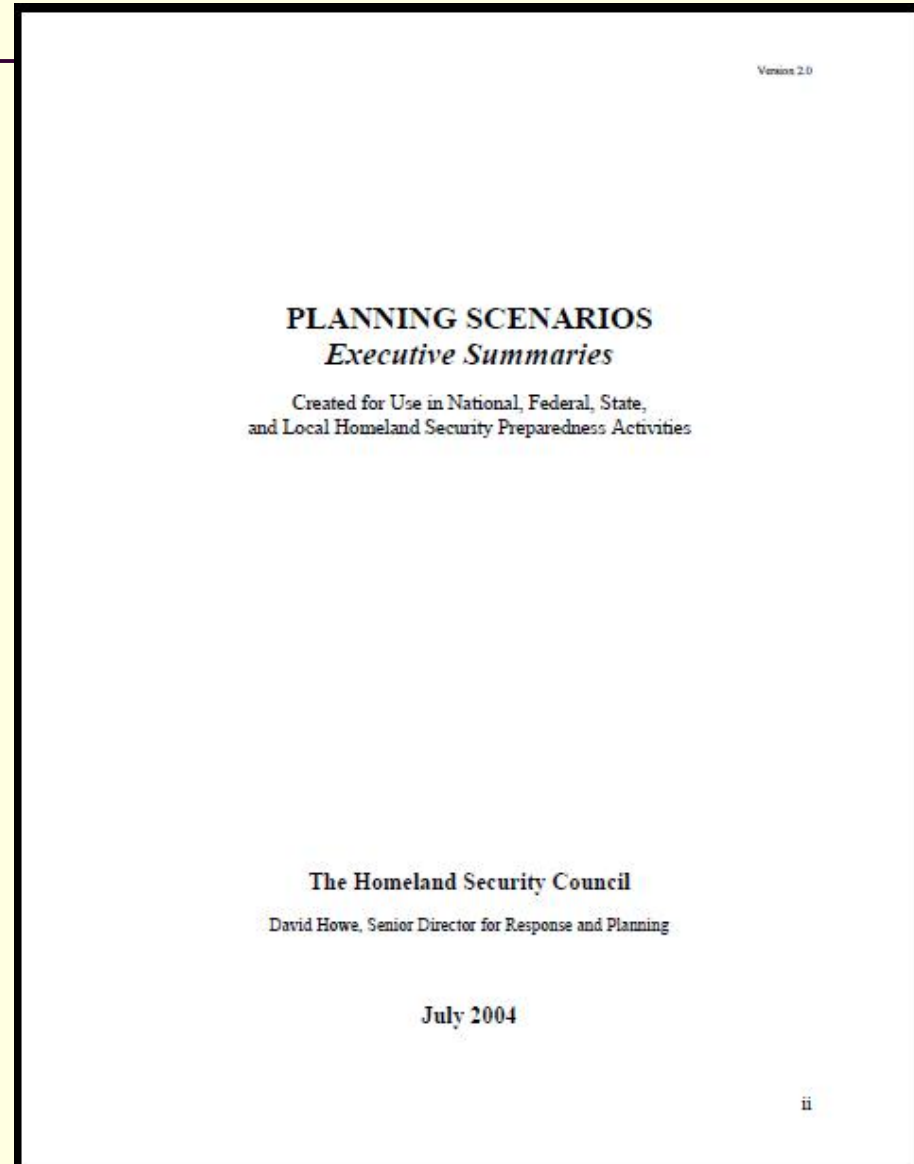 Version 2.0
PLANNING SCENARIOS
Executive Summaries
Created for Use in National, Federal, State,
and Local Homeland Security Preparedness Activities
The Homeland Security Council
David Howe, Senior Director for Response and Planning
July 2004
ii